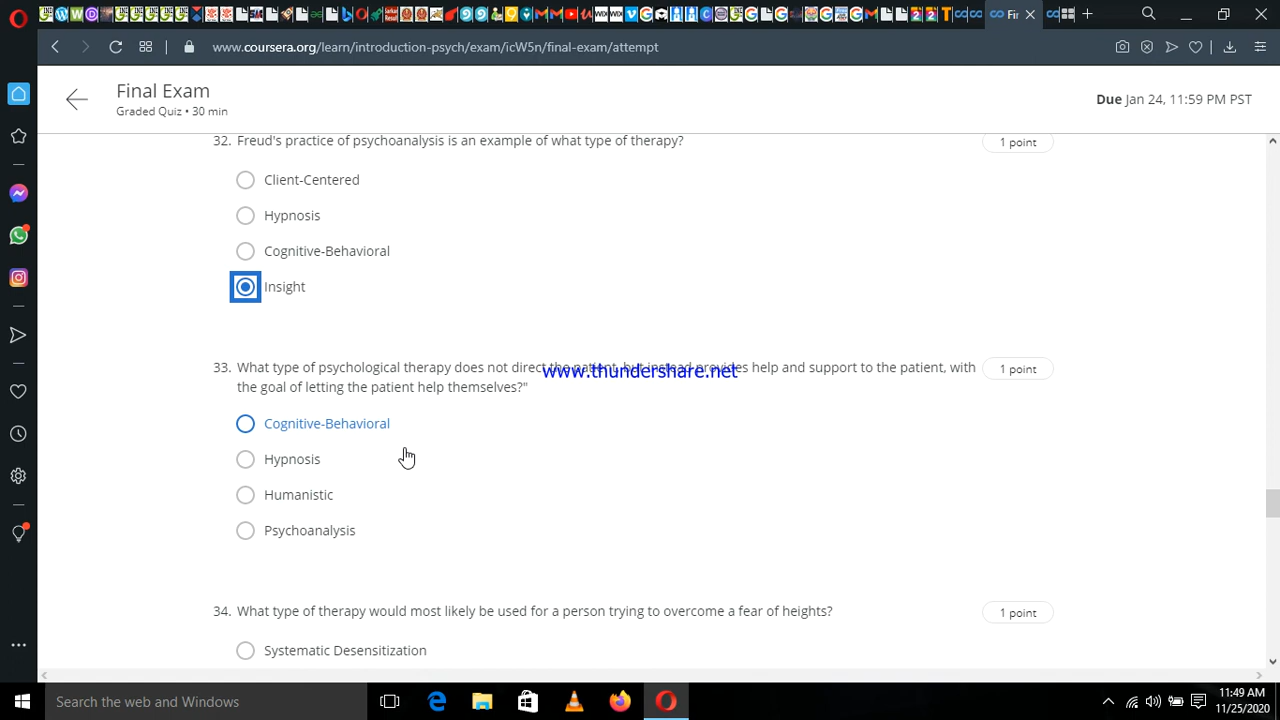 Fir
www.coursera.org/learn/introduction-psych/exam/icW5n/final-exam/attempt
Final Exam
Graded Quiz • 30 min
Due Jan 24, 11:59 PM PST
32. Freud's practice of psychoanalysis is an example of what type of therapy?
1 point
Client-Centered
Hypnosis
Cognitive-Behavioral
Insight
33. What type of psychological therapy does not direct the patient, but instead provides help and support to the patient, with
1 point
www.thundershare.net
the goal of letting the patient help themselves?"
Cognitive-Behavioral
Hypnosis
Humanistic
Psychoanalysis
34. What type of therapy would most likely be used for a person trying to overcome a fear of heights?
1 point
Systematic Desensitization
Search the web and Windows
11:49 AM
11/25/2020